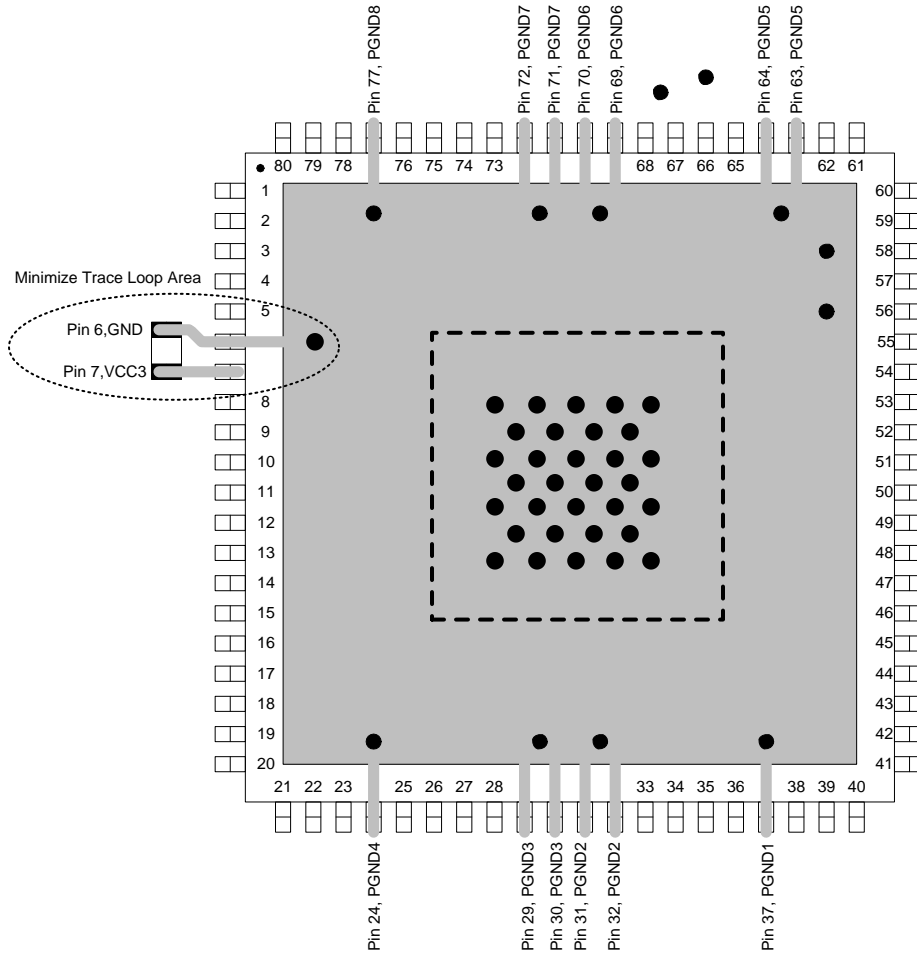 Pin 77, PGND8
Pin 72, PGND7
Pin 71, PGND7
Pin 70, PGND6
Pin 69, PGND6
Pin 64, PGND5
Pin 63, PGND5
80 79 78 76 75 74 73 68 67 66 65 62 61
1 60
2 59
3 58
Minimize Trace Loop Area
4 57
5 56
Pin 6,GND
55
Pin 7,VCC3
54
8 53
9 52
10 51
11 50
12 49
13 48
14 47
15 46
16 45
17 44
18 43
19 42
20 41
21 22 23 25 26 27 28 33 34 35 36 38 39 40
Pin 24, PGND4
Pin 29, PGND3
Pin 30, PGND3
Pin 31, PGND2
Pin 32, PGND2
Pin 37, PGND1